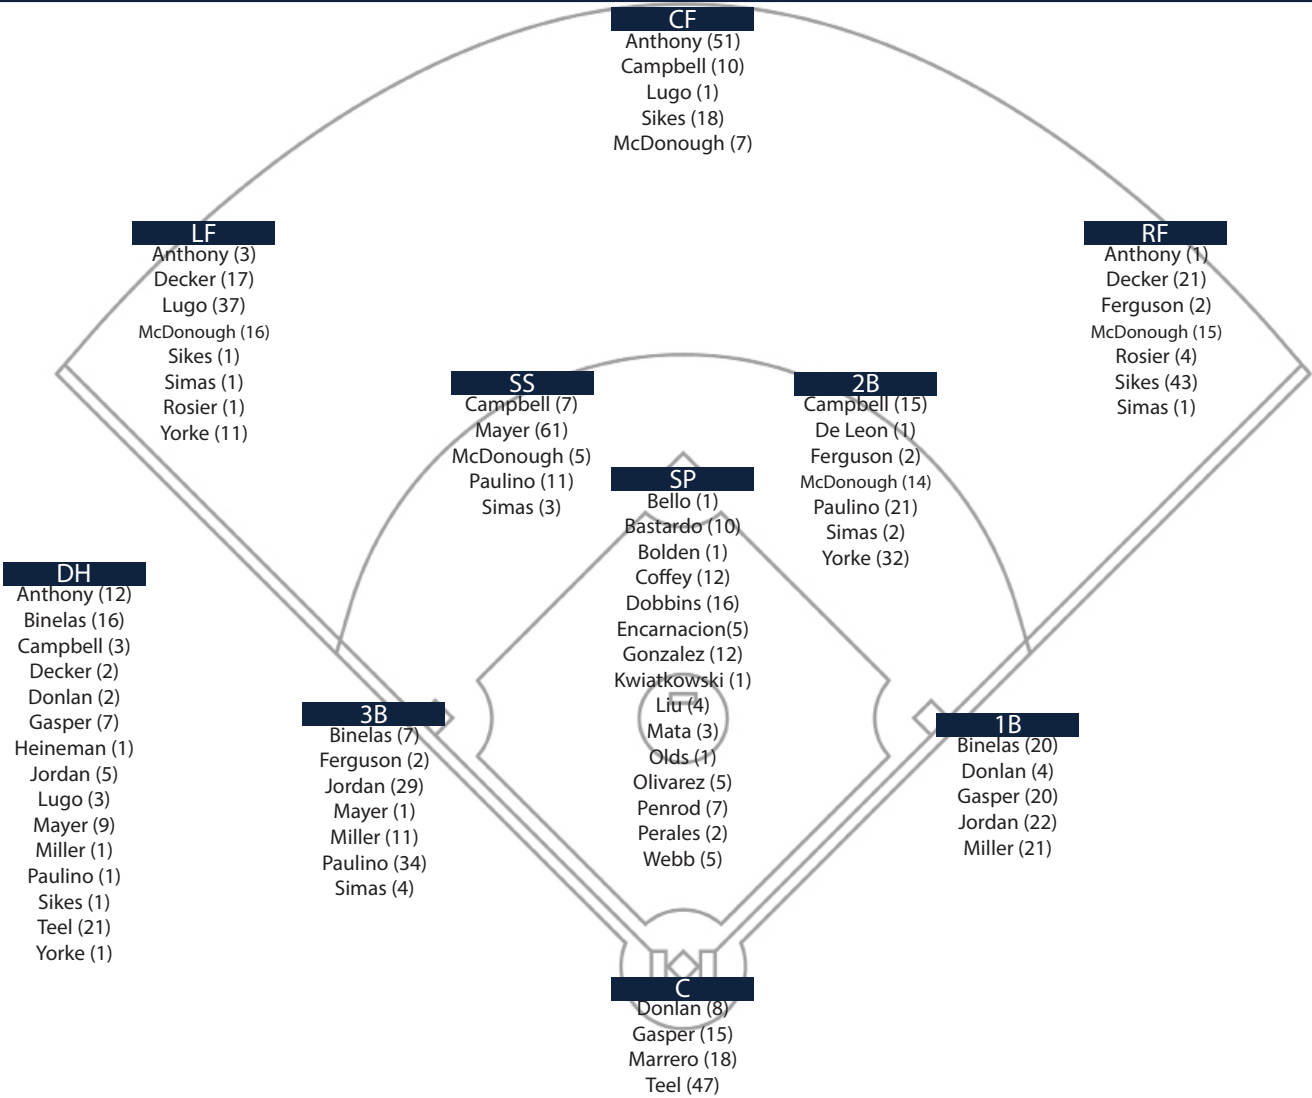 CF
Anthony (51)
Campbell (10)
Lugo (1)
Sikes (18)
McDonough (7)
LF
Anthony (3)
Decker (17)
Lugo (37)
McDonough (16)
Sikes (1)
Simas (1)
Rosier (1)
Yorke (11)
RF
Anthony (1)
Decker (21)
Ferguson (2)
McDonough (15)
Rosier (4)
Sikes (43)
Simas (1)
SS
Campbell (7)
Mayer (61)
McDonough (5)
Paulino (11)
Simas (3)
2B
Campbell (15)
De Leon (1)
Ferguson (2)
McDonough (14)
Paulino (21)
Simas (2)
Yorke (32)
SP
Bello (1)
Bastardo (10)
Bolden (1)
Coffey (12)
Dobbins (16)
Encarnacion(5)
Gonzalez (12)
Kwiatkowski (1)
Liu (4)
Mata (3)
Olds (1)
Olivarez (5)
Penrod (7)
Perales (2)
Webb (5)
DH
Anthony (12)
Binelas (16)
Campbell (3)
Decker (2)
Donlan (2)
Gasper (7)
Heineman (1)
Jordan (5)
Lugo (3)
Mayer (9)
Miller (1)
Paulino (1)
Sikes (1)
Teel (21)
Yorke (1)
3B
Binelas (7)
Ferguson (2)
Jordan (29)
Mayer (1)
Miller (11)
Paulino (34)
Simas (4)
1B
Binelas (20)
Donlan (4)
Gasper (20)
Jordan (22)
Miller (21)
C
Donlan (8)
Gasper (15)
Marrero (18)
Teel (47)